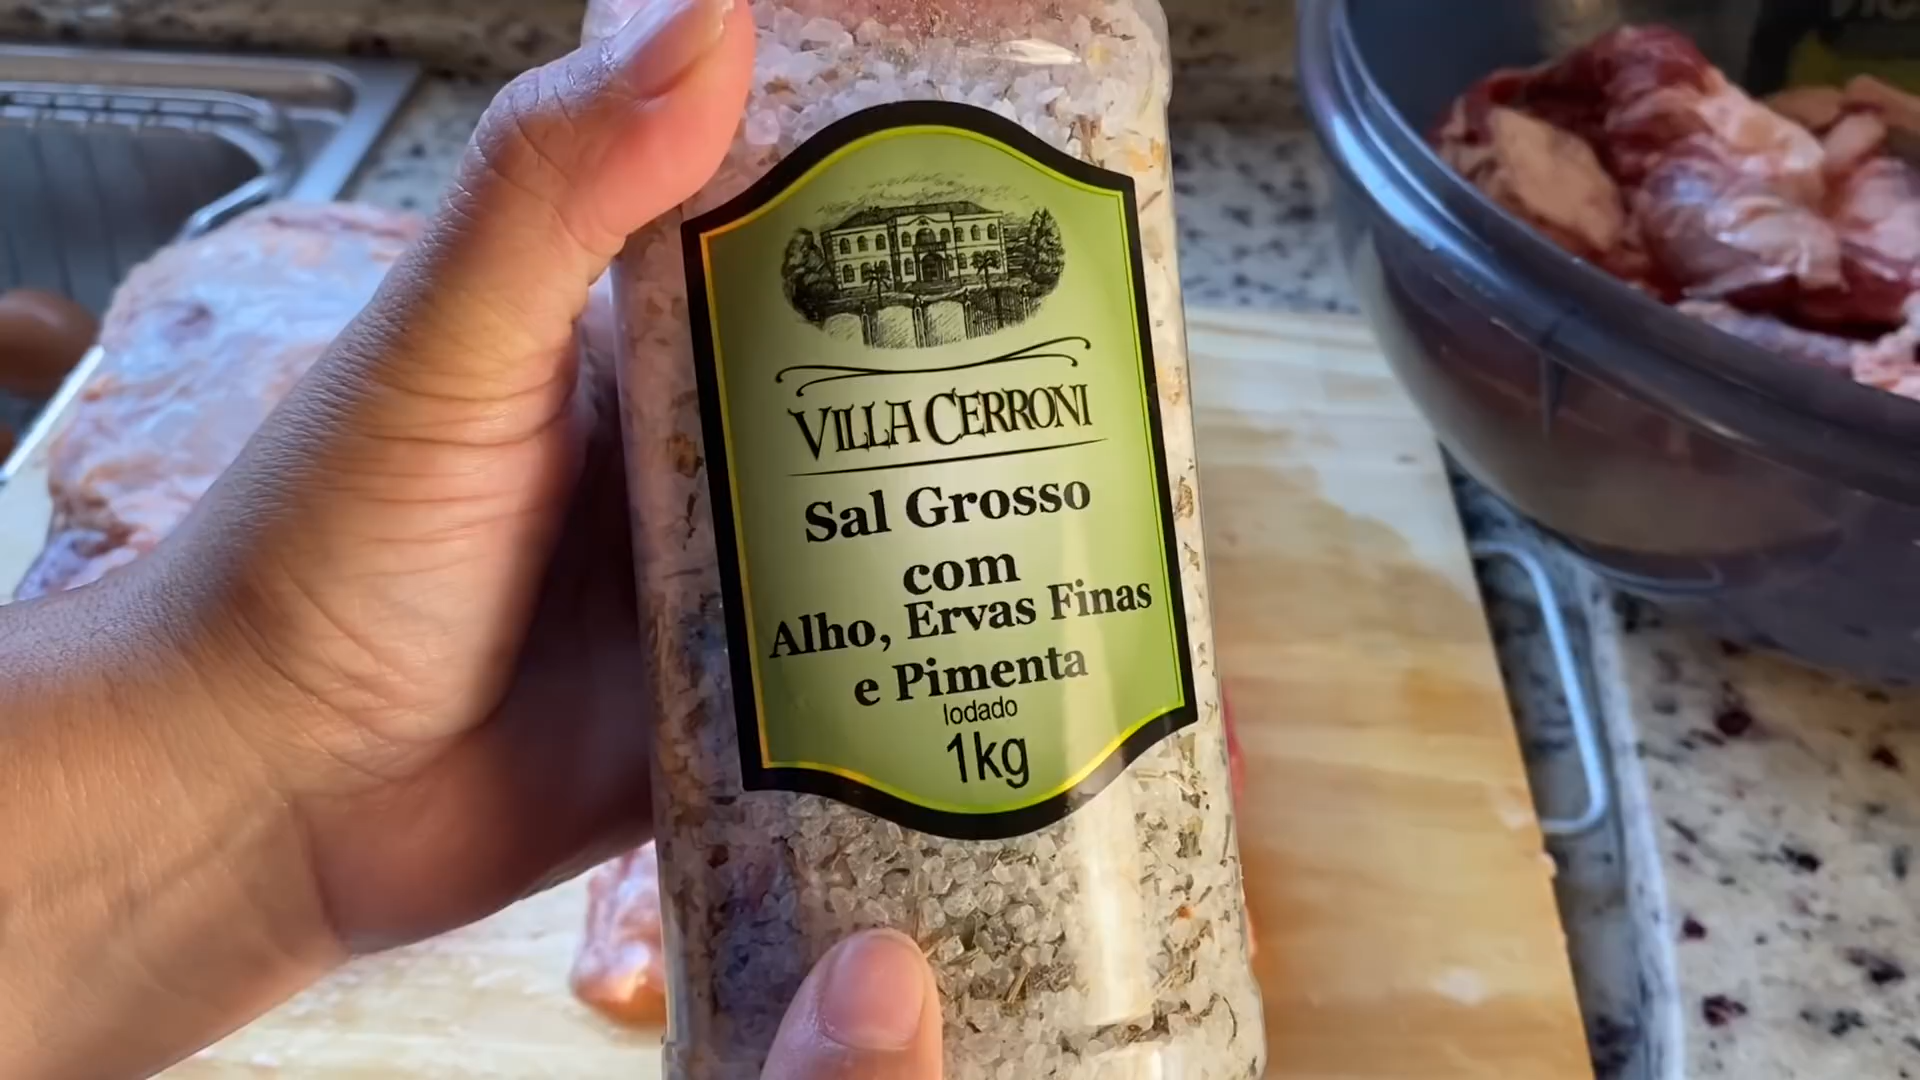 VILLA CERRONI
Sal Grosso
com
Alho, Ervas Finas
e Pimenta
Iodado
1kg